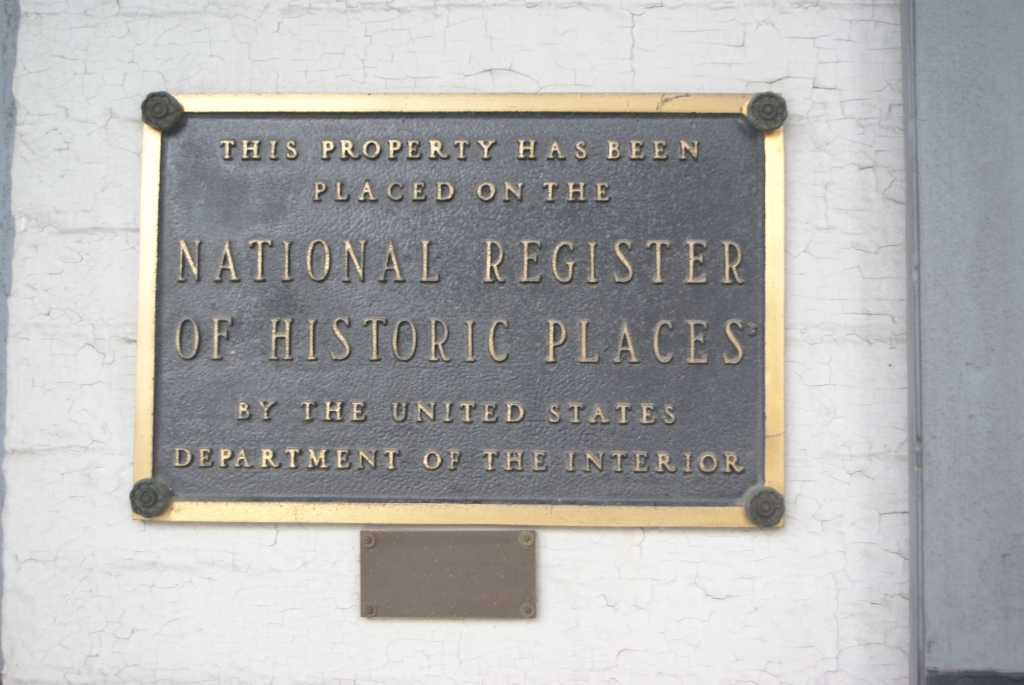 THIS PROPERTY HAS BEEN
PLACED ON THE
NATIONAL REGISTER
OF HISTORIC PLACES
BY THE UNITED STATES
DEPARTMENT OF THE INTERIOR